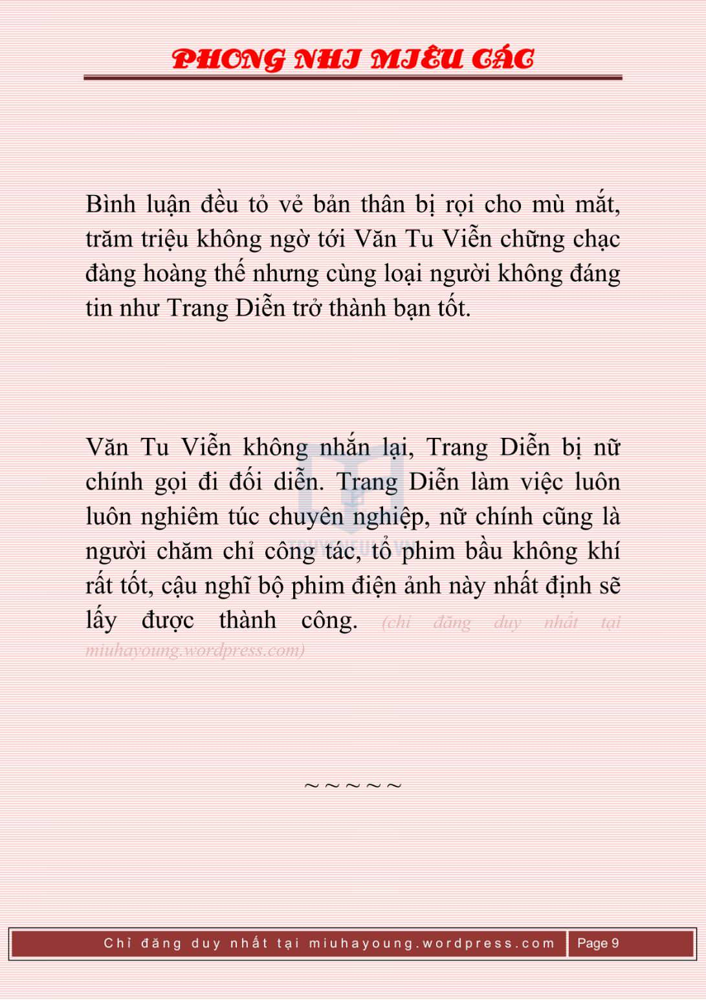 PHONG NHI MIÊU CÁC
Bình luận đều tỏ vẻ bản thân bị rọi cho mù mắt,
trăm triệu không ngờ tới Văn Tu Viễn chững chạc
đàng hoàng thế nhưng cùng loại người không đáng
tin như Trang Diễn trở thành bạn tốt.
Văn Tu Viễn không nhắn lại, Trang Diễn bị nữ
chính gọi đi đối diễn. Trang Diễn làm việc luôn
luôn nghiêm túc chuyên nghiệp, nữ chính cũng là
TRUYENFULL.VN
người chăm chỉ công tác, tổ phim bầu không khí
rất tốt, cậu nghĩ bộ phim điện ảnh này nhất định sẽ
lấy được thành công. (chỉ đăng duy nhất tại
miuhayoung.wordpress.com)
~ ~ ~ ~ ~
Chỉ đăng duy nhất tại miuhayoung.wordpress.com Page 9